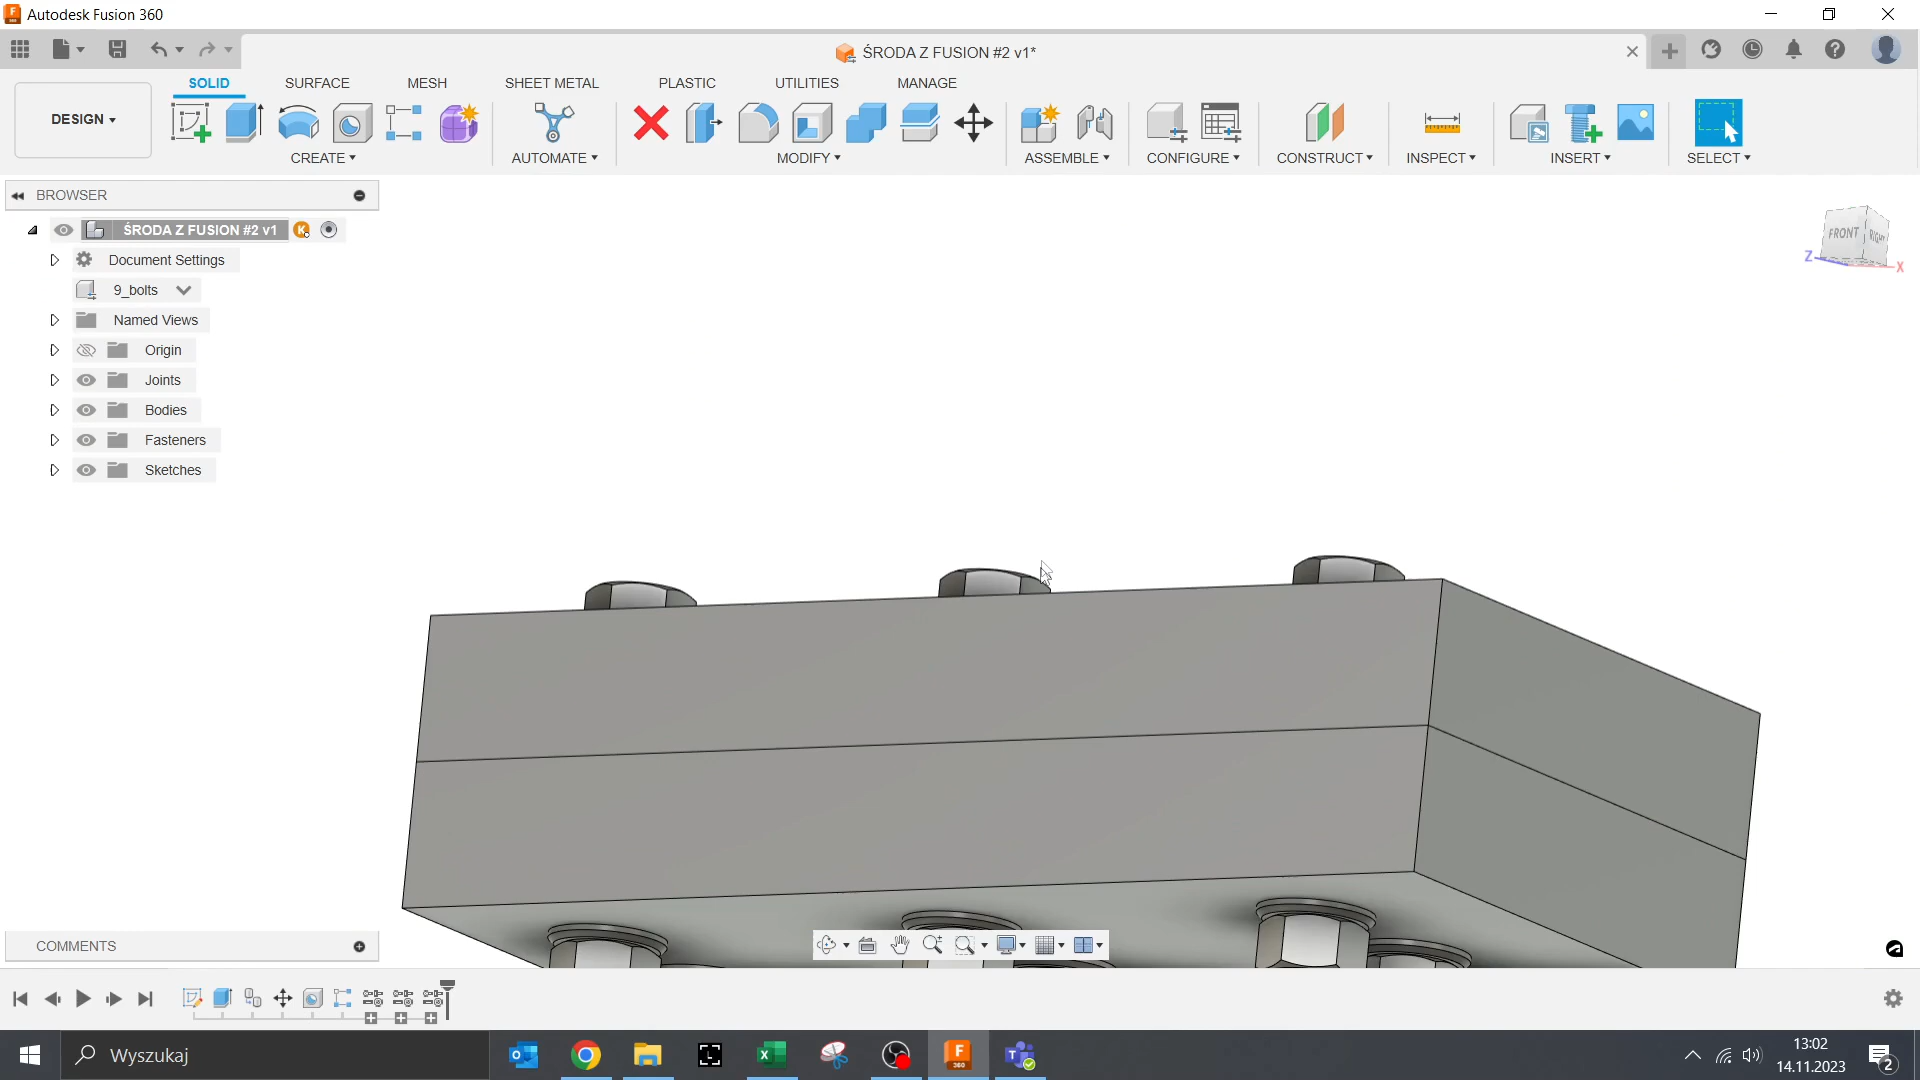 Autodesk Fusion 360
ŚRODA Z FUSION #2 v1*
SOLID SURFACE MESH SHEET METAL PLASTIC UTILITIES MANAGE
DESIGN
CREATE AUTOMATE MODIFY ASSEMBLE CONFIGURE CONSTRUCT INSPECT INSERT SELECT
BROWSER
ŚRODA Z FUSION #2 v1
Document Settings
9_bolts
Named Views
Origin
Joints
Bodies
Fasteners
Sketches
FRONT RIGHT
Z X
COMMENTS
Wyszukaj
13:02
14.11.2023
2